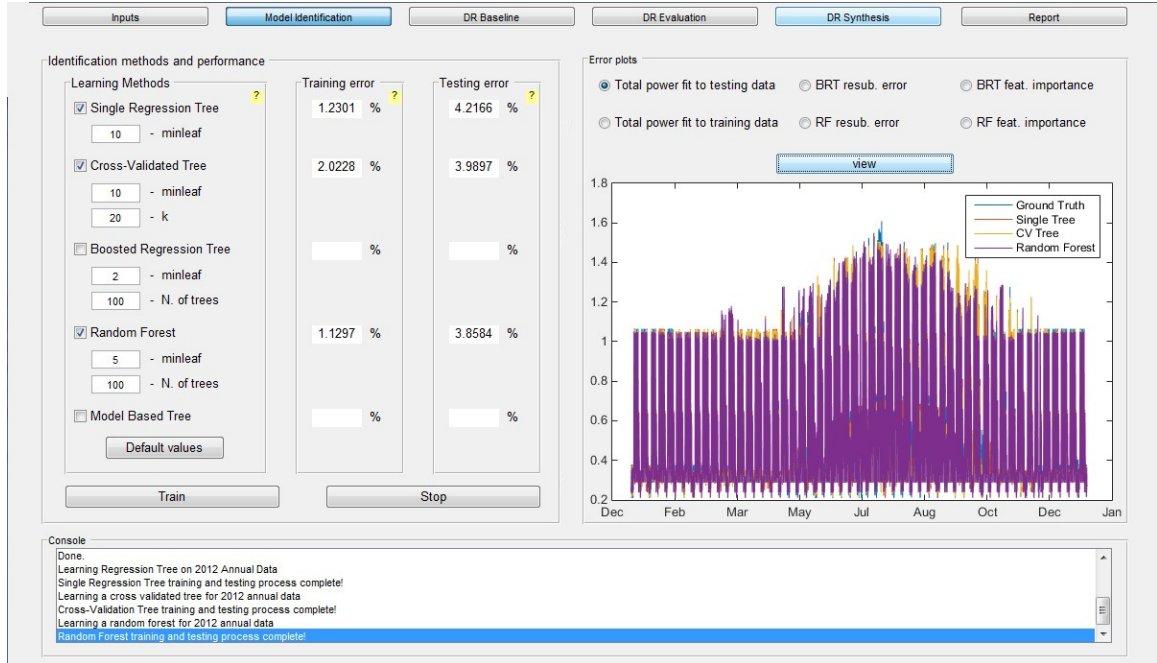 Inputs Model Identification DR Baseline DR Evaluation DR Synthesis Report
Identification methods and performance
Learning Methods ? Training error ? Testing error ?
Single Regression Tree 1.2301 % 4.2166 %
10 - minleaf
Cross-Validated Tree 2.0228 % 3.9897 %
10 - minleaf
20 - k
Boosted Regression Tree % %
2 - minleaf
100 - N. of trees
Random Forest 1.1297 % 3.8584 %
5 - minleaf
100 - N. of trees
Model Based Tree % %
Default values
Train Stop
Error plots
Total power fit to testing data BRT resub. error BRT feat. importance
Total power fit to training data RF resub. error RF feat. importance
view
1.8
1.6
1.4
1.2
1
0.8
0.6
0.4
0.2
Ground Truth
Single Tree
CV Tree
Random Forest
Dec Feb Mar May Jul Aug Oct Dec Jan
Console
Done.
Learning Regression Tree on 2012 Annual Data
Single Regression Tree training and testing process complete!
Learning a cross validated tree for 2012 annual data
Cross-Validation Tree training and testing process complete!
Learning a random forest for 2012 annual data
Random Forest training and testing process complete!